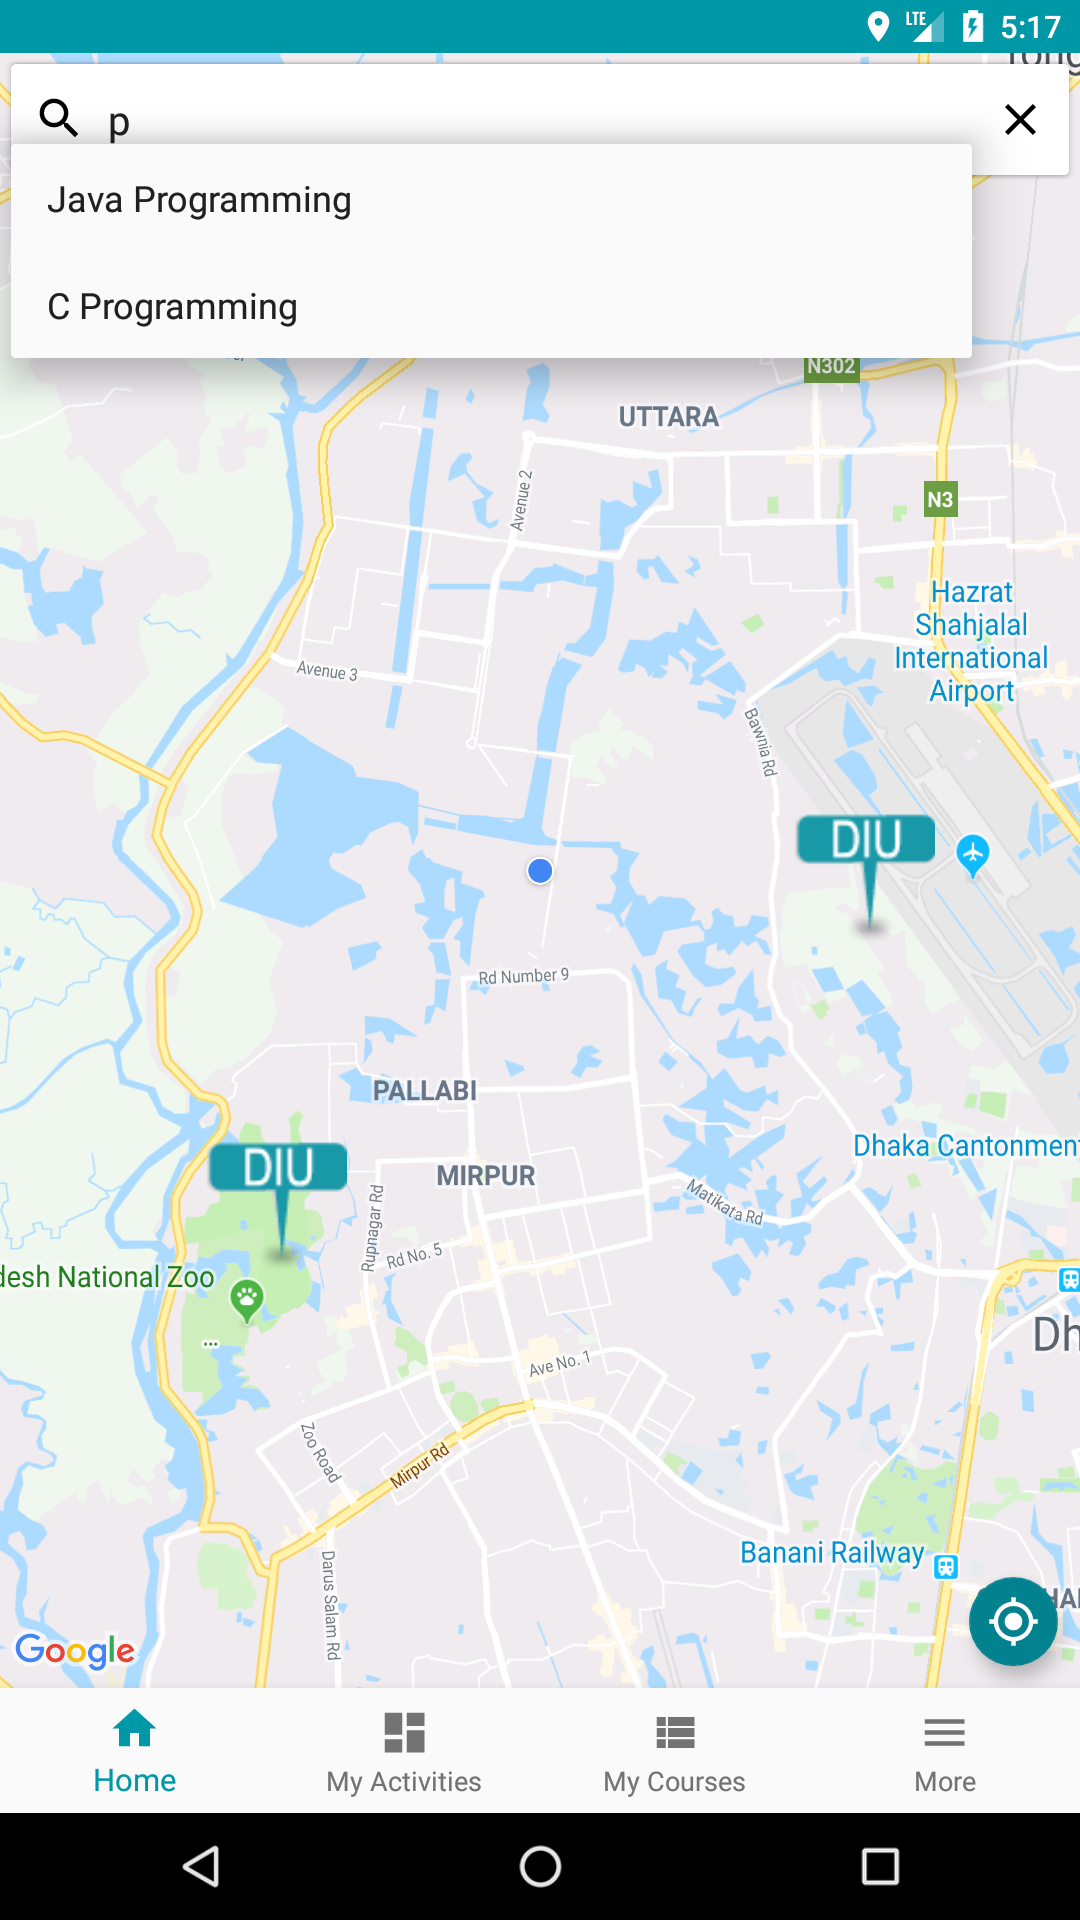 LTE 5:17
p
Java Programming
C Programming
N302
UTTARA
Avenue 2
N3
Hazrat
Shahjalal
International
Airport
Avenue 3
Bawnia Rd
DIU
Rd Number 9
PALLABI
Dhaka Cantonment
DIU
MIRPUR
Matikata Rd
Rupnagar Rd
Rd No. 5
desh National Zoo
...
Dh
Ave No. 1
Zoo Road
Mirpur Rd
Banani Railway
Darus Salam Rd
Google
Home
My Activities
My Courses
More